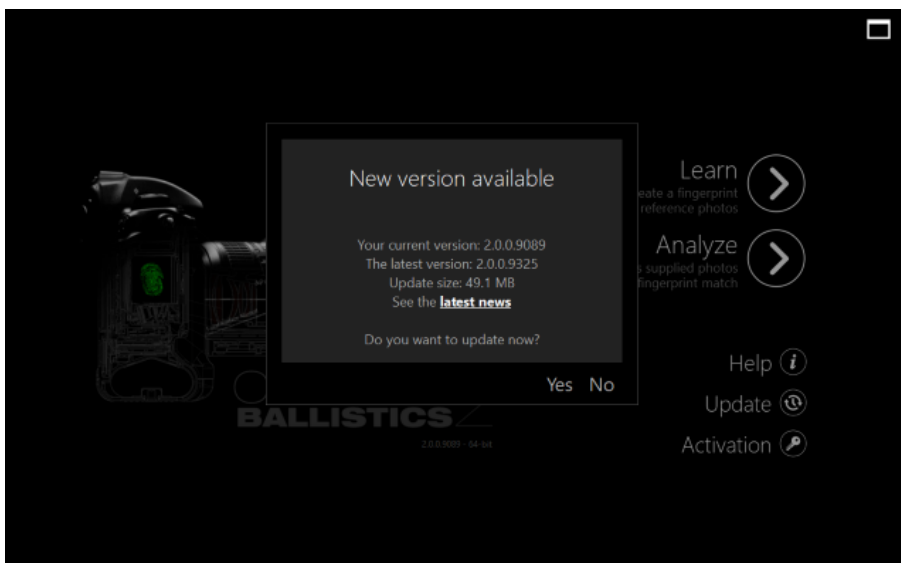 New version available
Your current version: 2.0.0.9089
The latest version: 2.0.0.9325
Update size: 49.1 MB
See the latest news
Do you want to update now?
Yes No
Learn
a fingerprint
reference photos
Analyze
supplied photos
fingerprint match
Help
Update
Activation
BALLISTICS
2.0.0.9089 - 64-bit